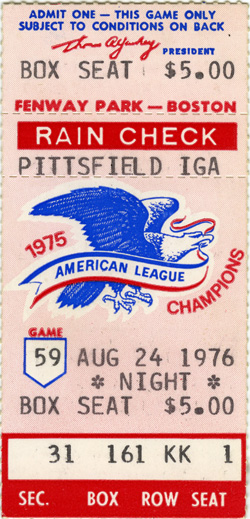 ADMIT ONE — THIS GAME ONLY
SUBJECT TO CONDITIONS ON BACK
PRESIDENT
BOX SEAT $5.00
FENWAY PARK — BOSTON
RAIN CHECK
PITTSFIELD IGA
1975
AMERICAN LEAGUE
CHAMPIONS
GAME
59 AUG 24 1976
* NIGHT *
BOX SEAT $5.00
31 161 KK 1
SEC. BOX ROW SEAT